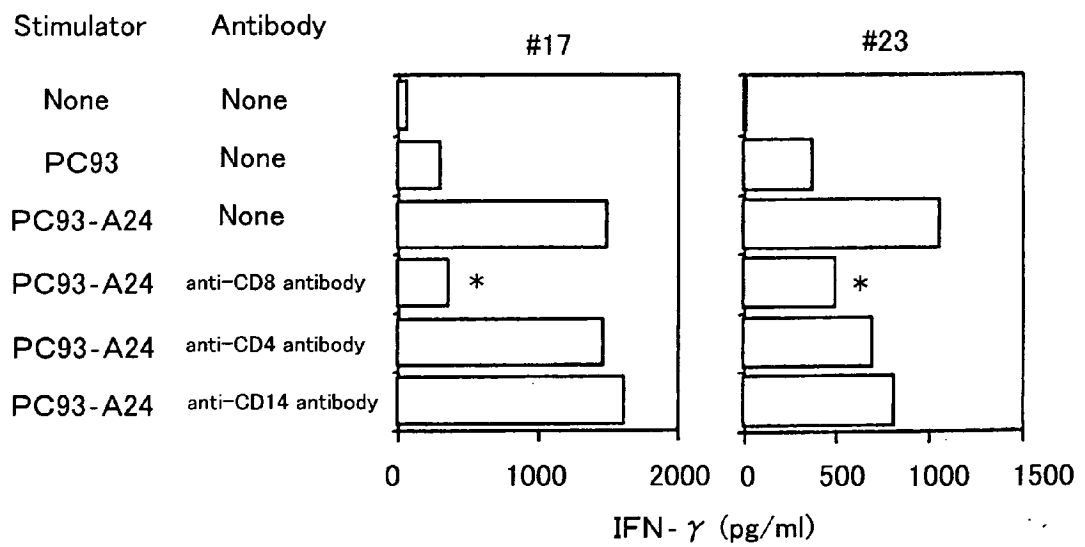 Stimulator Antibody #17 #23
None None
PC93 None
PC93-A24 None
PC93-A24 anti-CD8 antibody * *
PC93-A24 anti-CD4 antibody
PC93-A24 anti-CD14 antibody
0 1000 2000 0 500 1000 1500
IFN-γ (pg/ml)